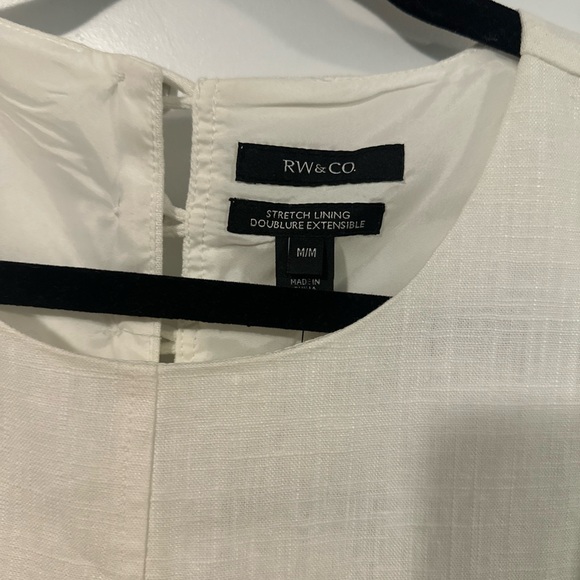 RW&CO.
STRETCH LINING
DOUBLURE EXTENSIBLE
M/M
MADE IN